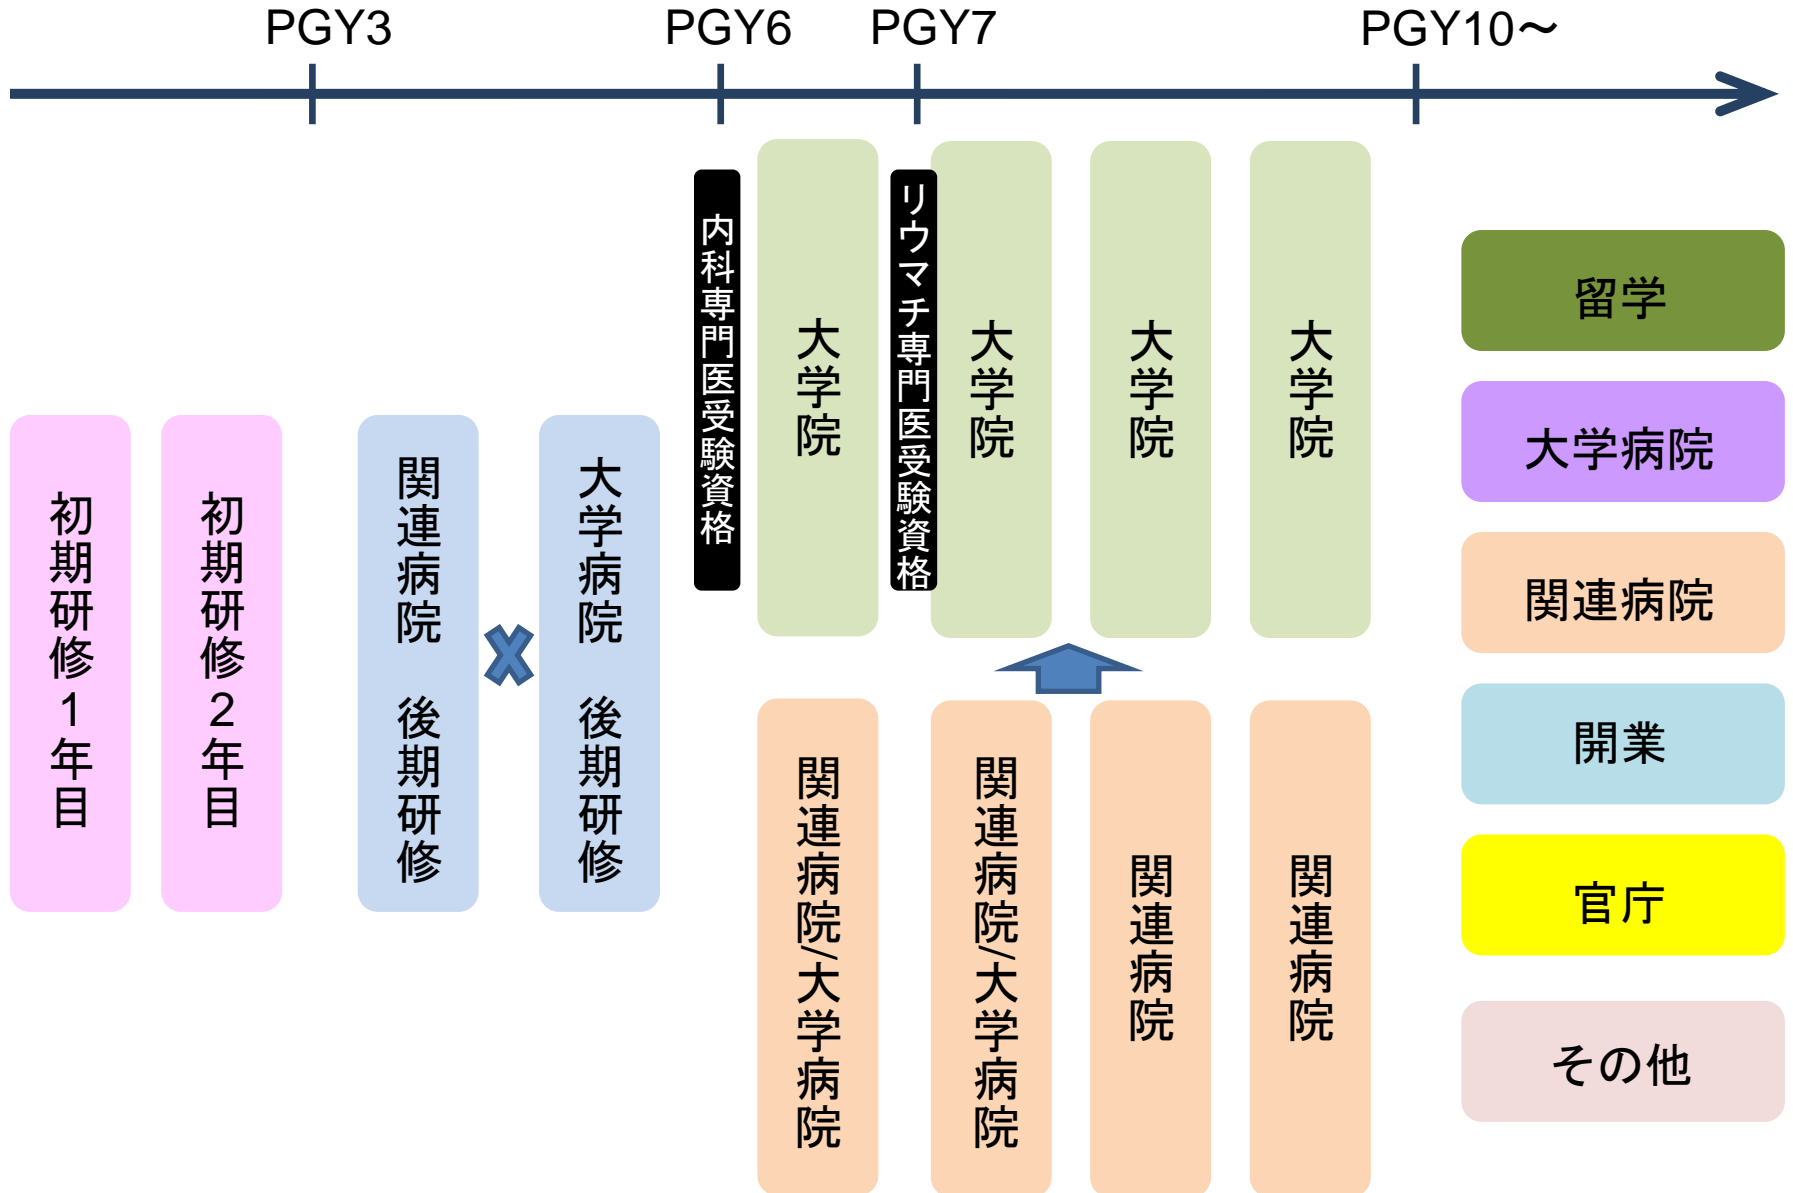 PGY3
PGY6
PGY7
PGY10～
初期研修1年目
初期研修2年目
関連病院　後期研修
大学病院　後期研修
内科専門医受験資格
大学院
リウマチ専門医受験資格
大学院
大学院
大学院
関連病院/大学病院
関連病院/大学病院
関連病院
関連病院
留学
大学病院
関連病院
開業
官庁
その他